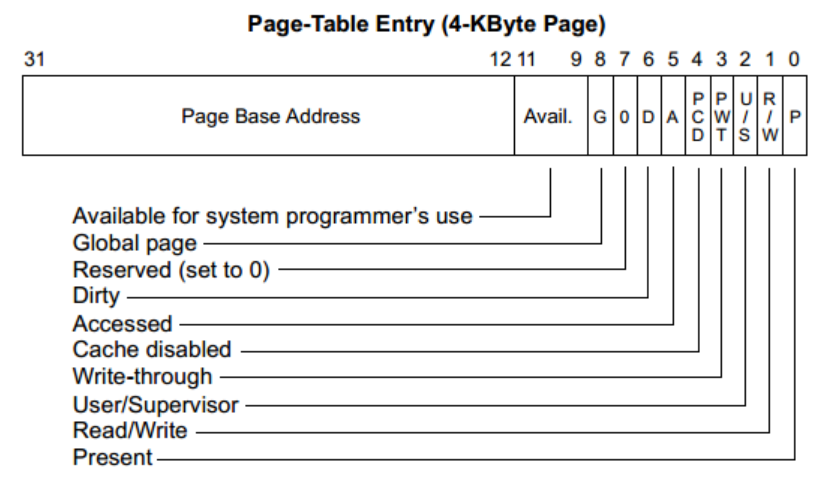 Page-Table Entry (4-KByte Page)
31 12 11 9 8 7 6 5 4 3 2 1 0
Page Base Address Avail. G 0 D A PCD PWT U/S R/W P
Available for system programmer's use
Global page
Reserved (set to 0)
Dirty
Accessed
Cache disabled
Write-through
User/Supervisor
Read/Write
Present